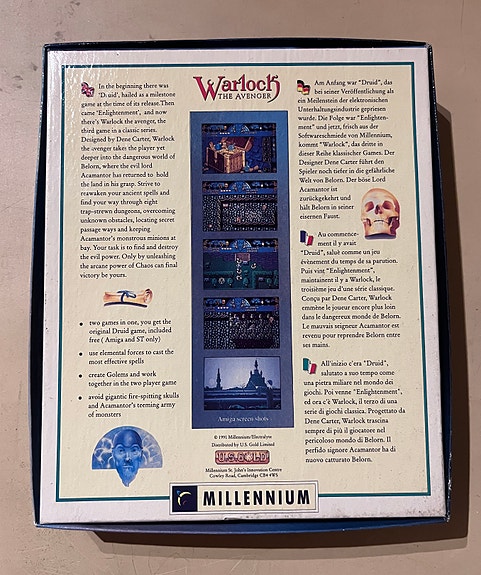 In the beginning there was
'Druid', hailed as a milestone
game at the time of its release.Then
came 'Enlightenment', and now
there's Warlock the avenger, the
third game in a classic series.
Designed by Dene Carter, Warlock
the Avenger takes the player yet
deeper into the dangerous world of
Belorn, where the evil lord
Acamantor has returned to hold
the land in his grasp. Strive to
reawaken your ancient spells and
find your way through eight
trap-strewn dungeons, overcoming
unknown obstacles, locating secret
passage ways and keeping
Acamantor's monstrous minions at
bay. Your task is to find and destroy
the evil power. Only by unleashing
the arcane power of Chaos can final
victory be yours.
• two games in one, you get the
original Druid game, included
free ( Amiga and ST only)
• use elemental forces to cast the
most effective spells
• create Golems and work
together in the two player game
• avoid gigantic fire-spitting skulls
and Acamantor's teeming army
of monsters
Warlock
THE AVENGER
Amiga screen shots
© 1991 Millennium/Electralyte
Distributed by U.S. Gold Limited
U.S. GOLD
Millennium St. John's Innovation Centre
Cowley Road, Cambridge CB4 4WS
MILLENNIUM
Am Anfang war "Druid", das
bei seiner Veröffentlichung als
ein Meilenstein der elektronischen
Unterhaltungsindustrie gepriesen
wurde. Die Folge war "Enlighten-
ment" und jetzt, frisch aus der
Softwareschmiede von Millennium,
kommt "Warlock", das dritte in
dieser Reihe klassischer Games. Der
Designer Dene Carter führt den
Spieler noch tiefer in die gefährliche
Welt von Belorn. Der böse Lord
Acamantor ist
zurückgekehrt und
hält Belorn in seiner
eisernen Faust.
Au commence-
ment il y avait
"Druid", salué comme un jeu
évènement du temps de sa parution.
Puis vint "Enlightenment",
maintenent il y a Warlock, le
troisième jeu d'une série classique.
Conçu par Dene Carter, Warlock
emmène le joueur encore plus loin
dans le dangereux monde de Belorn.
Le mauvais seigneur Acamantor est
revenu pour reprendre Belorn entre
ses mains.
All'inizio c'era "Druid",
salutato a suo tempo come
una pietra miliare nel mondo dei
giochi. Poi venne "Enlightenment",
ed ora c'è Warlock, il terzo di una
serie di giochi classica. Progettato da
Dene Carter, Warlock trascina
sempre di più il giocatore nel
pericoloso mondo di Belorn. Il
perfido signore Acamantor ha di
nuovo catturato Belorn.